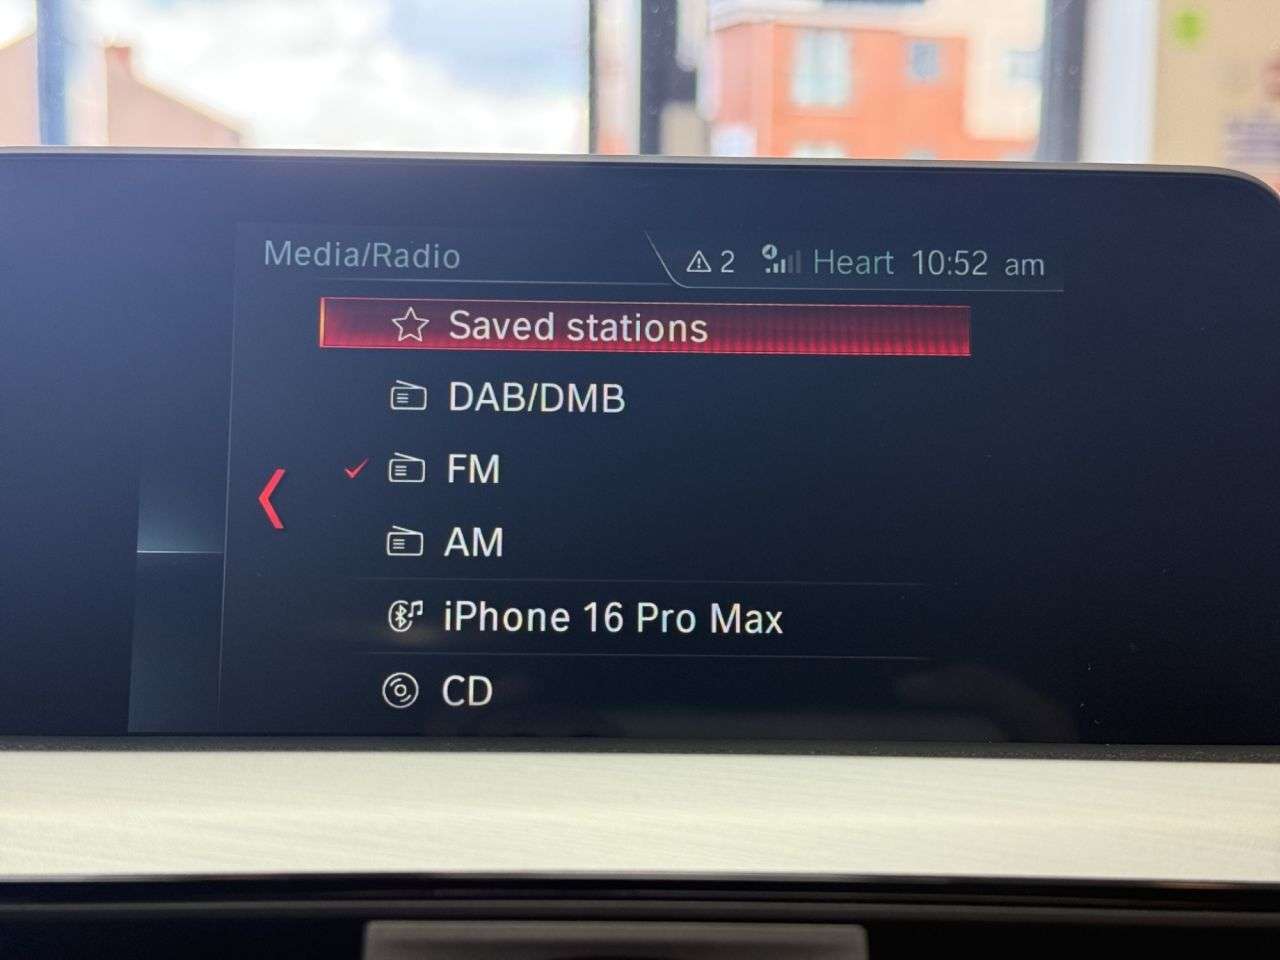 Media/Radio
2 Heart 10:52 am
Saved stations
DAB/DMB
FM
AM
iPhone 16 Pro Max
CD